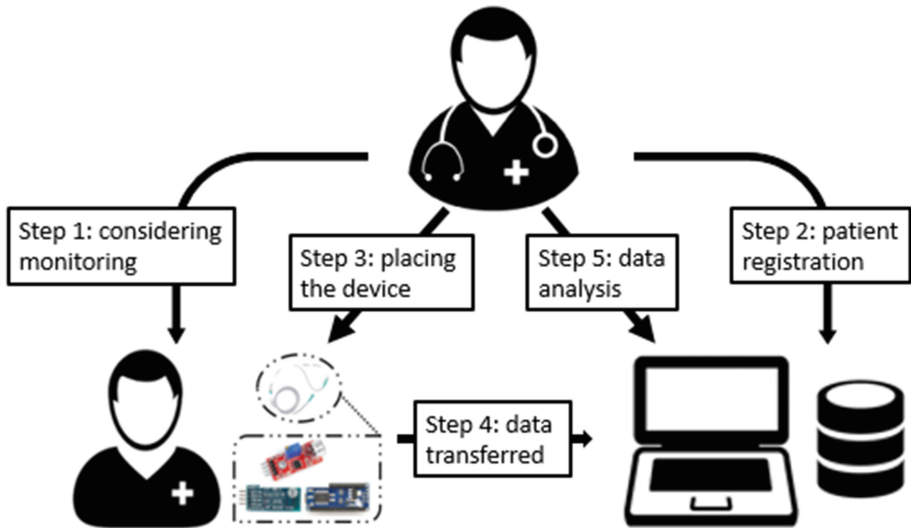 Step 1: considering
monitoring
Step 3: placing
the device
Step 5: data
analysis
Step 2: patient
registration
Step 4: data
transferred